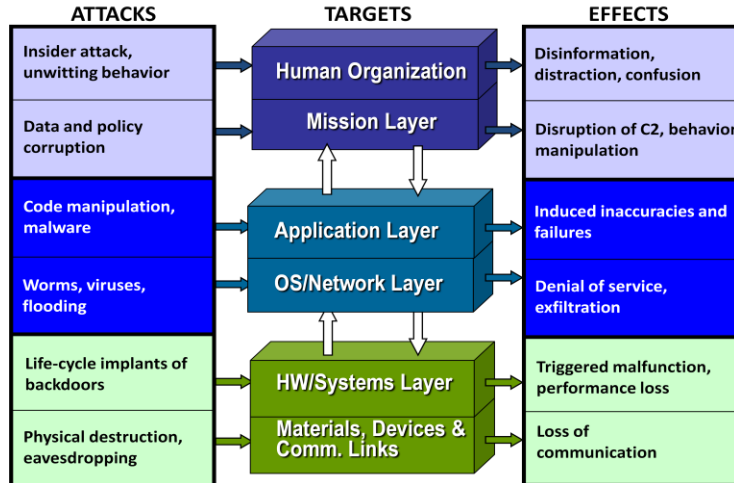 ATTACKS
TARGETS
EFFECTS
Insider attack,
unwitting behavior
Human Organization
Disinformation,
distraction, confusion
Data and policy
corruption
Mission Layer
Disruption of C2, behavior
manipulation
Code manipulation,
malware
Application Layer
Induced inaccuracies and
failures
Worms, viruses,
flooding
OS/Network Layer
Denial of service,
exfiltration
Life-cycle implants of
backdoors
HW/Systems Layer
Triggered malfunction,
performance loss
Physical destruction,
eavesdropping
Materials, Devices &
Comm. Links
Loss of
communication